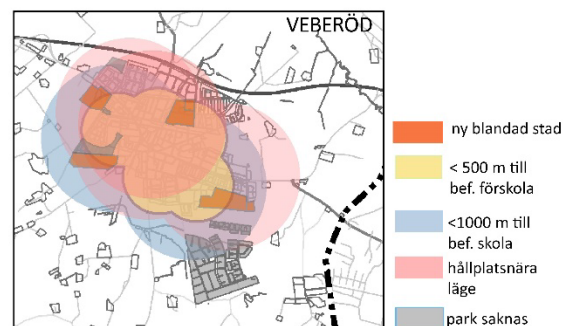 VEBERÖD
ny blandad stad
< 500 m till
bef. förskola
<1000 m till
bef. skola
hållplatsnära
läge
park saknas